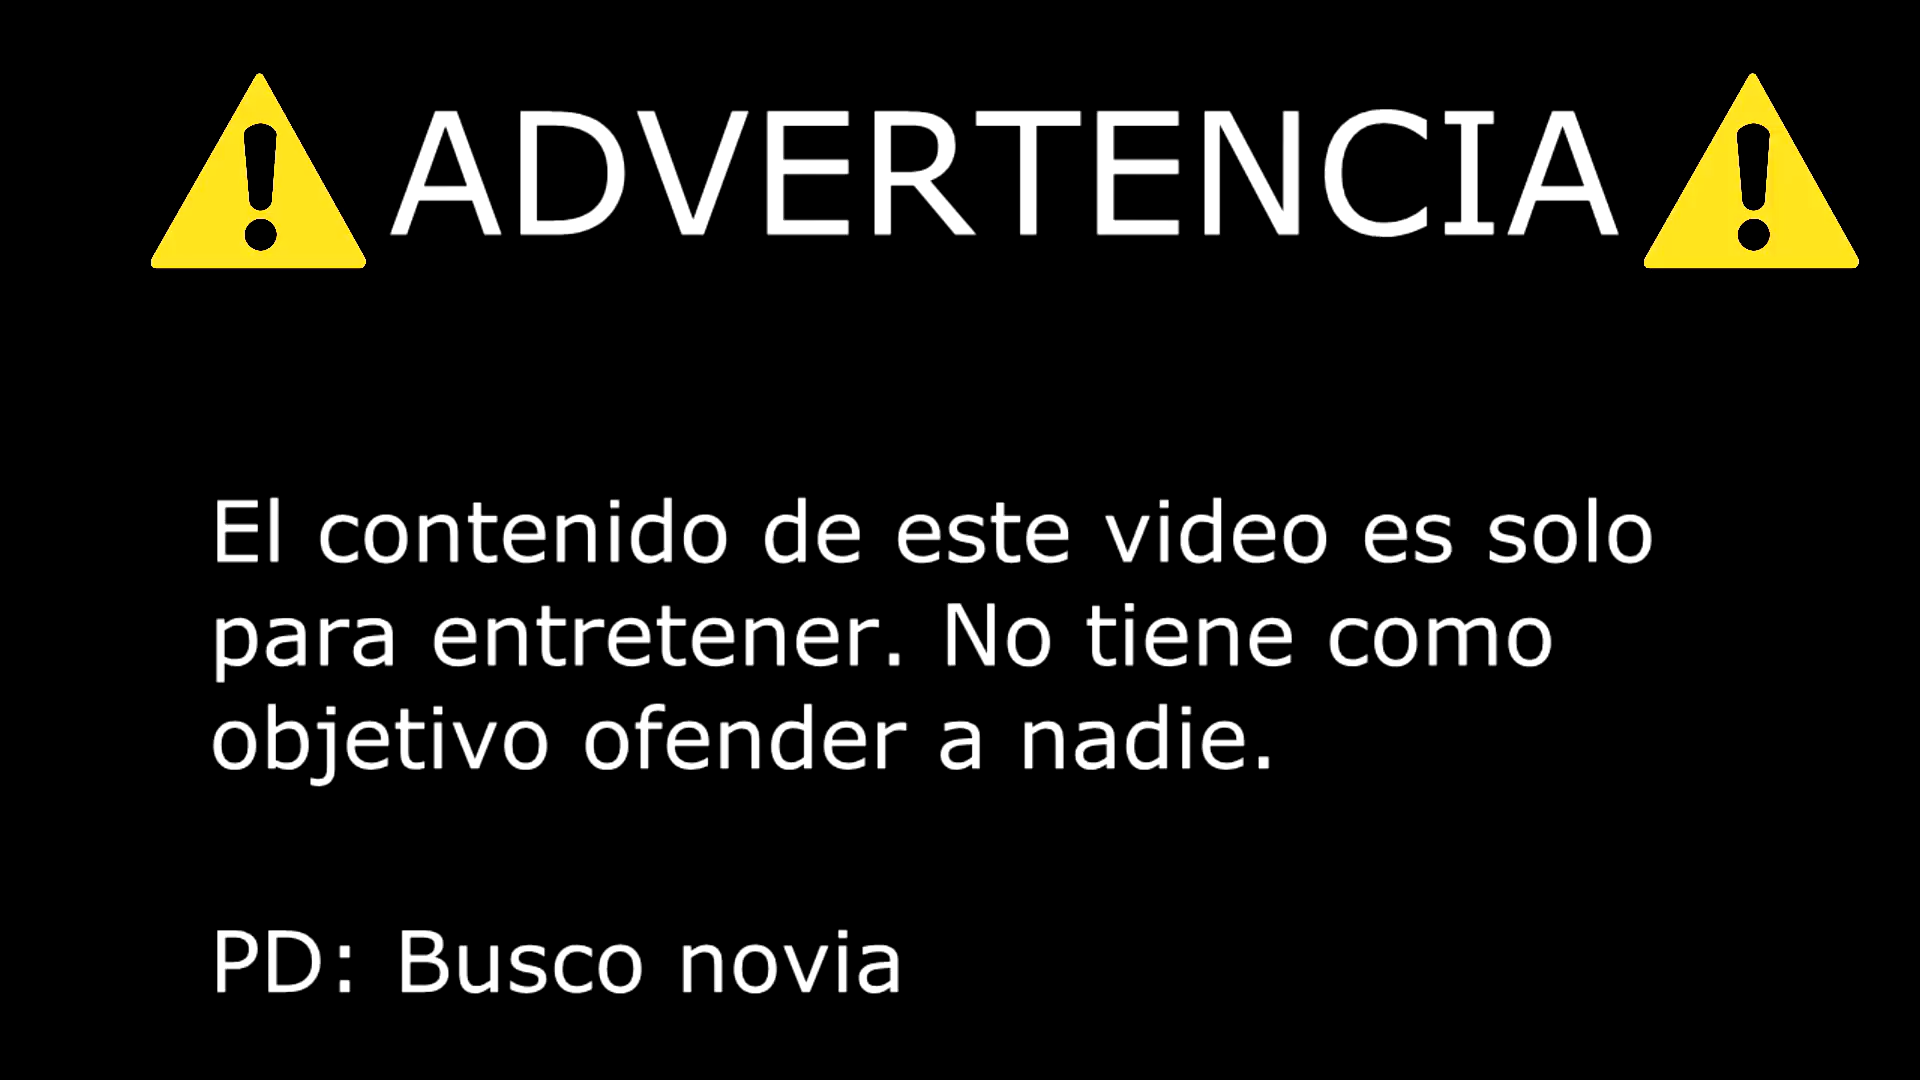 ADVERTENCIA
El contenido de este video es solo
para entretener. No tiene como
objetivo ofender a nadie.
PD: Busco novia